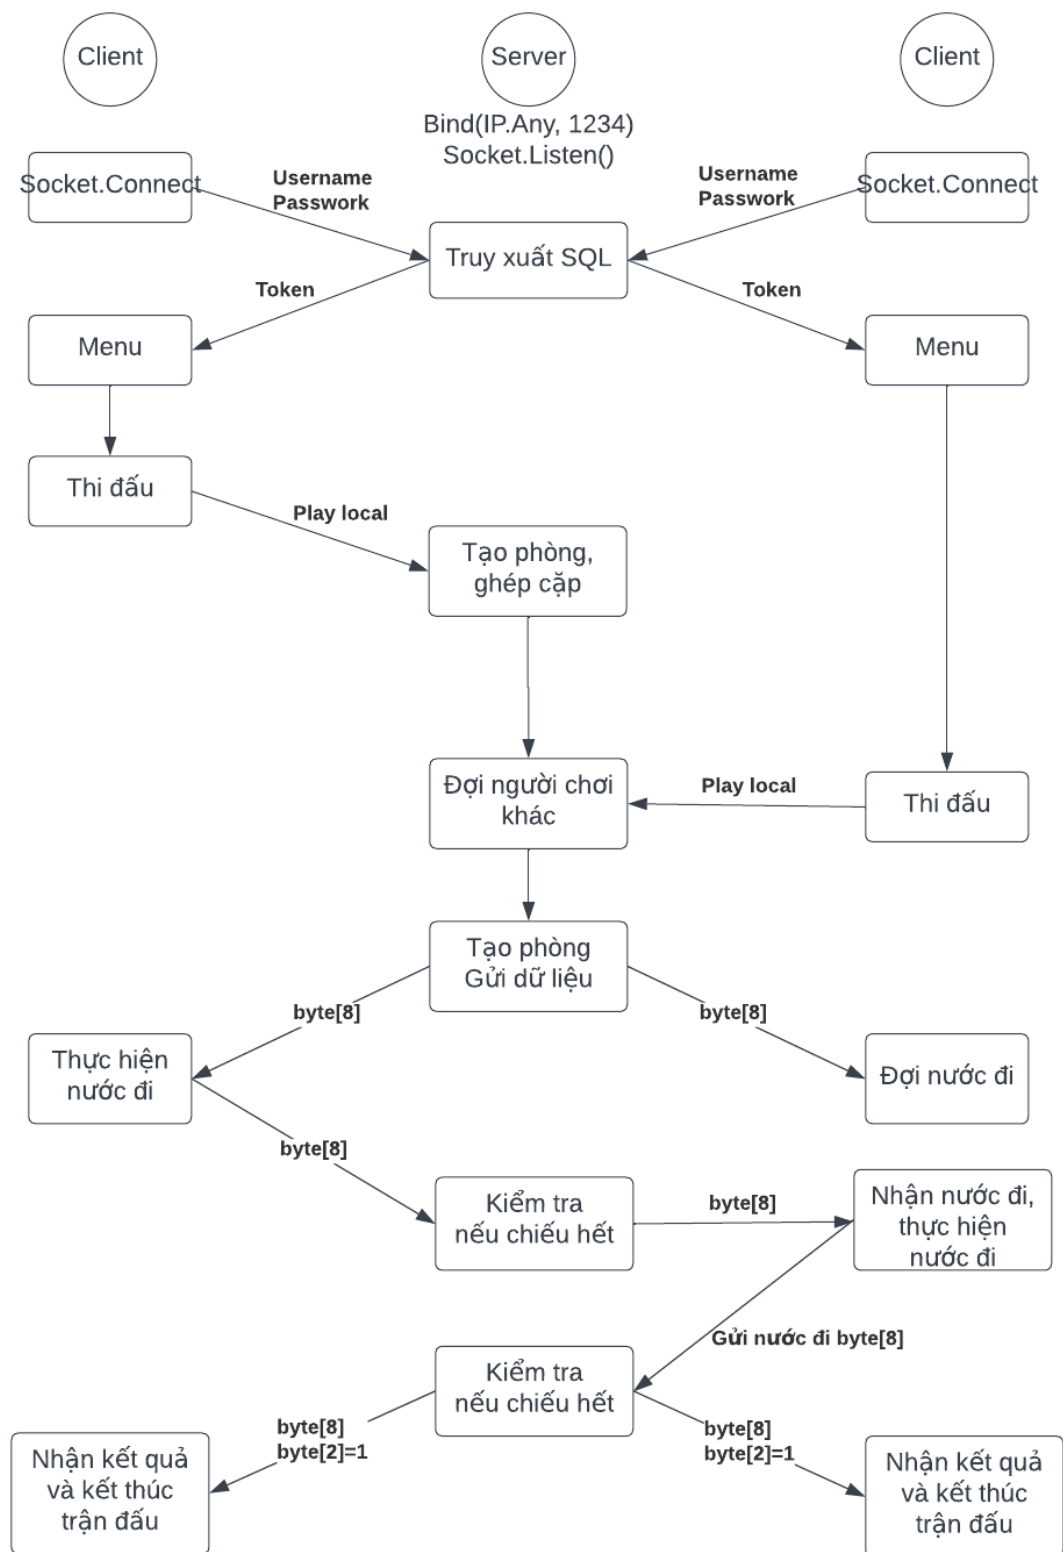 Client
Server
Client
Bind(IP.Any, 1234)
Socket.Listen()
Socket.Connect
Username
Passwork
Username
Passwork
Socket.Connect
Truy xuất SQL
Token
Token
Menu
Menu
Thi đấu
Play local
Tạo phòng,
ghép cặp
Đợi người chơi
khác
Play local
Thi đấu
Tạo phòng
Gửi dữ liệu
byte[8]
byte[8]
Thực hiện
nước đi
Đợi nước đi
byte[8]
Kiểm tra
nếu chiếu hết
byte[8]
Nhận nước đi,
thực hiện
nước đi
Gửi nước đi byte[8]
Kiểm tra
nếu chiếu hết
byte[8]
byte[2]=1
byte[8]
byte[2]=1
Nhận kết quả
và kết thúc
trận đấu
Nhận kết quả
và kết thúc
trận đấu